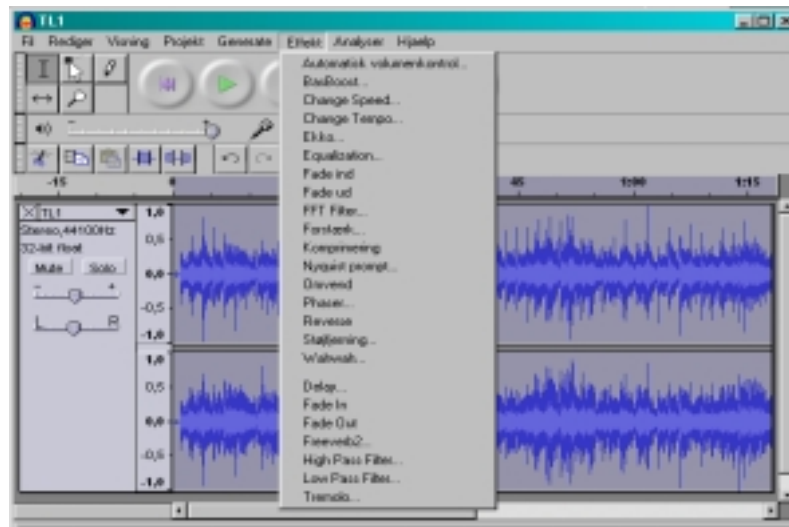 TL1
Fil Rediger Visning Projekt Generate Effekt Analyser Hjaelp
Automatisk volumenkontrol...
BasBoost...
Change Speed...
Change Tempo...
Ekko...
Equalization...
Fade ind
Fade ud
FFT Filter...
Forstærk...
Komprimering
Nyquist prompt...
Omvend
Phaser...
Reverse
Støjfjerning...
Wahwah...
Delay...
Fade In
Fade Out
Freeverb2...
High Pass Filter...
Low Pass Filter...
Tremolo...
-15 0 45 1:00 1:15
TL1
Stereo,44100Hz
32-bit float
Mute Solo
- +
L R
1,0
0,5
0,0
-0,5
-1,0
1,0
0,5
0,0
-0,5
-1,0